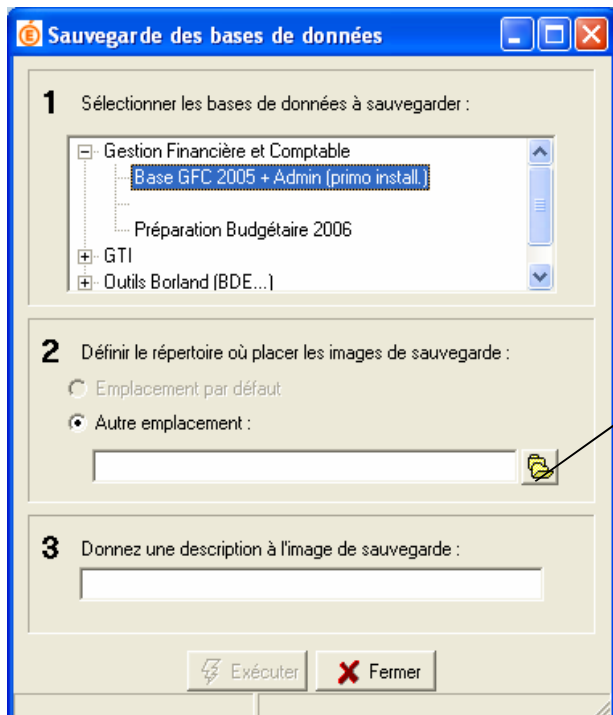 Sauvegarde des bases de données
1 Sélectionner les bases de données à sauvegarder :
Gestion Financière et Comptable
Base GFC 2005 + Admin (primo install.)
Préparation Budgétaire 2006
GTI
Outils Borland (BDE...)
2 Définir le répertoire où placer les images de sauvegarde :
Emplacement par défaut
Autre emplacement :
3 Donnez une description à l'image de sauvegarde :
Exécuter Fermer